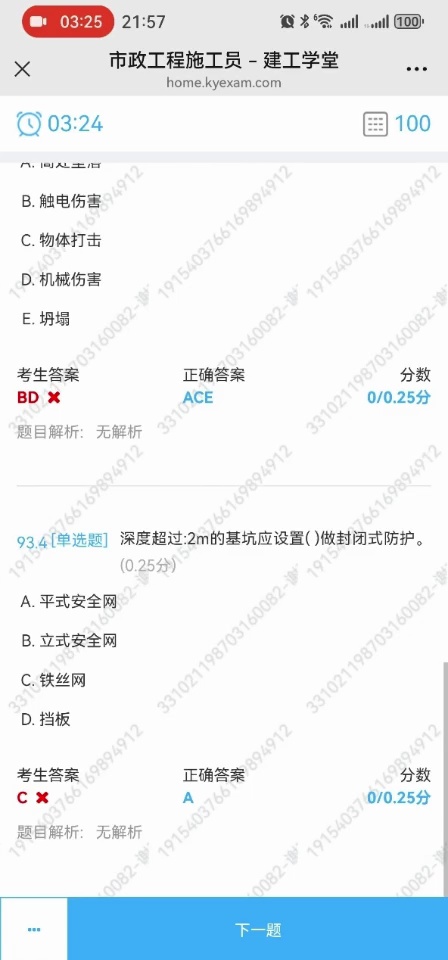 03:25 21:57 100
市政工程施工员 - 建工学堂
home.kyexam.com
03:24 100
B. 触电伤害
C. 物体打击
D. 机械伤害
E. 坍塌
考生答案 正确答案 分数
BD ACE 0/0.25分
题目解析: 无解析
93.4 [单选题] 深度超过:2m的基坑应设置( )做封闭式防护。
(0.25分)
A. 平式安全网
B. 立式安全网
C. 铁丝网
D. 挡板
考生答案 正确答案 分数
C A 0/0.25分
题目解析: 无解析
下一题